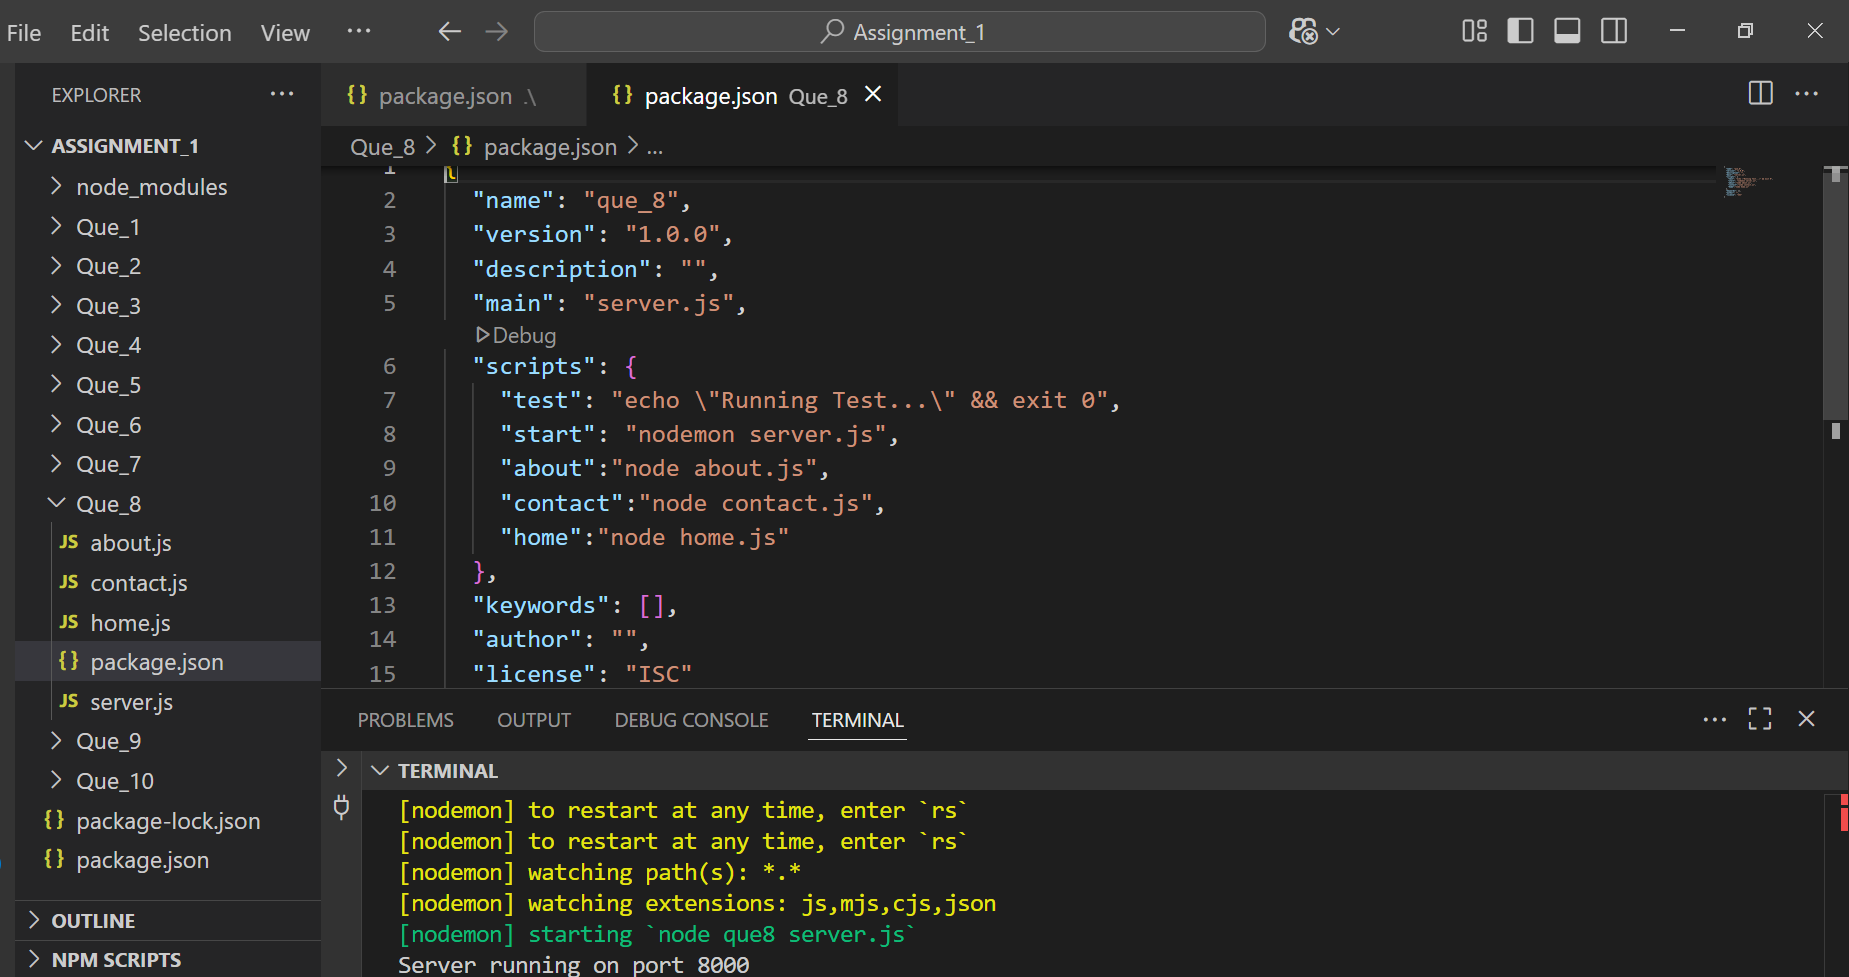 File Edit Selection View ··· Assignment_1
EXPLORER ···
ASSIGNMENT_1
node_modules
Que_1
Que_2
Que_3
Que_4
Que_5
Que_6
Que_7
Que_8
JS about.js
JS contact.js
JS home.js
{} package.json
JS server.js
Que_9
Que_10
{} package-lock.json
{} package.json
OUTLINE
NPM SCRIPTS
{} package.json .\ {} package.json Que_8
Que_8 > {} package.json > ...
1 {
2 "name": "que_8",
3 "version": "1.0.0",
4 "description": "",
5 "main": "server.js",
Debug
6 "scripts": {
7 "test": "echo \"Running Test...\" && exit 0",
8 "start": "nodemon server.js",
9 "about":"node about.js",
10 "contact":"node contact.js",
11 "home":"node home.js"
12 },
13 "keywords": [],
14 "author": "",
15 "license": "ISC"
PROBLEMS OUTPUT DEBUG CONSOLE TERMINAL
TERMINAL
[nodemon] to restart at any time, enter `rs`
[nodemon] to restart at any time, enter `rs`
[nodemon] watching path(s): *.*
[nodemon] watching extensions: js,mjs,cjs,json
[nodemon] starting `node que8 server.js`
Server running on port 8000